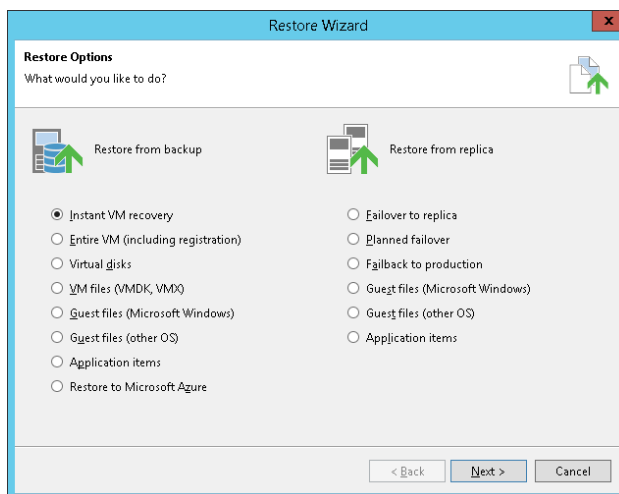 Restore Wizard
x
Restore Options
What would you like to do?
Restore from backup
Instant VM recovery
Entire VM (including registration)
Virtual disks
VM files (VMDK, VMX)
Guest files (Microsoft Windows)
Guest files (other OS)
Application items
Restore to Microsoft Azure
Restore from replica
Failover to replica
Planned failover
Failback to production
Guest files (Microsoft Windows)
Guest files (other OS)
Application items
< Back
Next >
Cancel